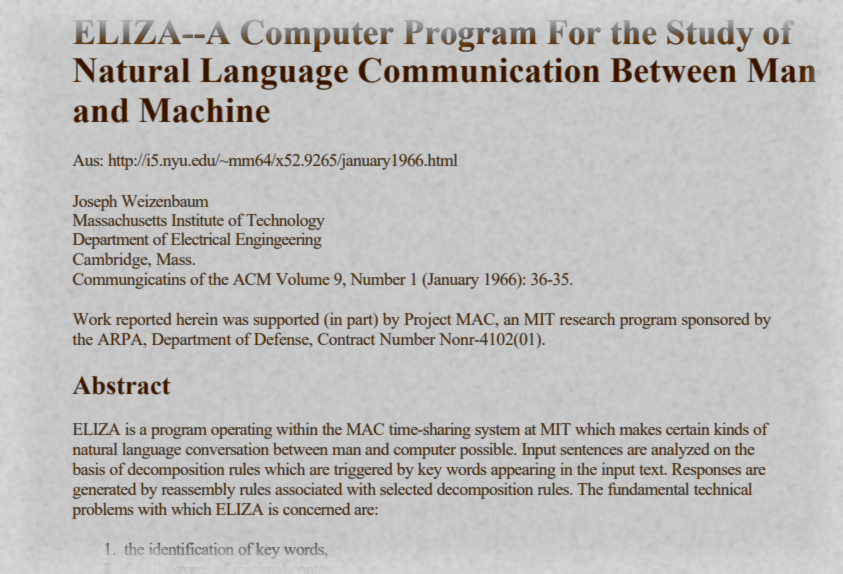 ELIZA--A Computer Program For the Study of
Natural Language Communication Between Man
and Machine
Aus: http://i5.nyu.edu/~mm64/x52.9265/january1966.html
Joseph Weizenbaum
Massachusetts Institute of Technology
Department of Electrical Engingeering
Cambridge, Mass.
Commungicatins of the ACM Volume 9, Number 1 (January 1966): 36-35.
Work reported herein was supported (in part) by Project MAC, an MIT research program sponsored by
the ARPA, Department of Defense, Contract Number Nonr-4102(01).
Abstract
ELIZA is a program operating within the MAC time-sharing system at MIT which makes certain kinds of
natural language conversation between man and computer possible. Input sentences are analyzed on the
basis of decomposition rules which are triggered by key words appearing in the input text. Responses are
generated by reassembly rules associated with selected decomposition rules. The fundamental technical
problems with which ELIZA is concerned are:
1. the identification of key words,
2. of minimal